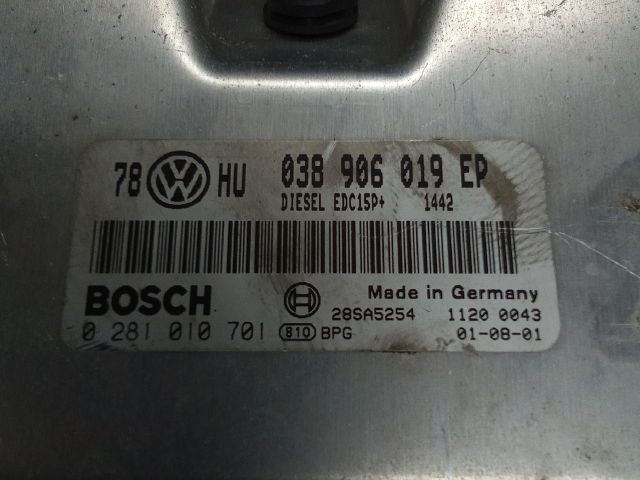 78 VW HU 038 906 019 EP
DIESEL EDC15P+ 1442
BOSCH Made in Germany
28SA5254 1120 0043
0 281 010 701 810 BPG 01-08-01